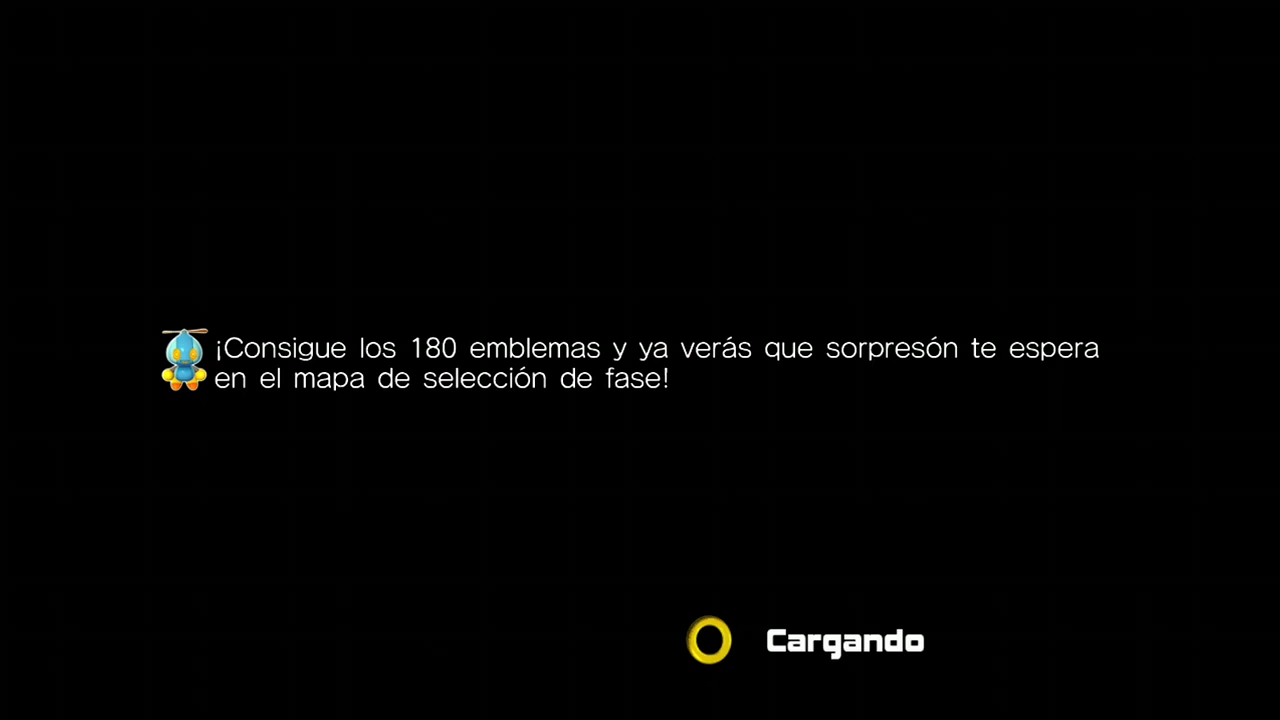 ¡Consigue los 180 emblemas y ya verás que sorpresón te espera
en el mapa de selección de fase!
Cargando